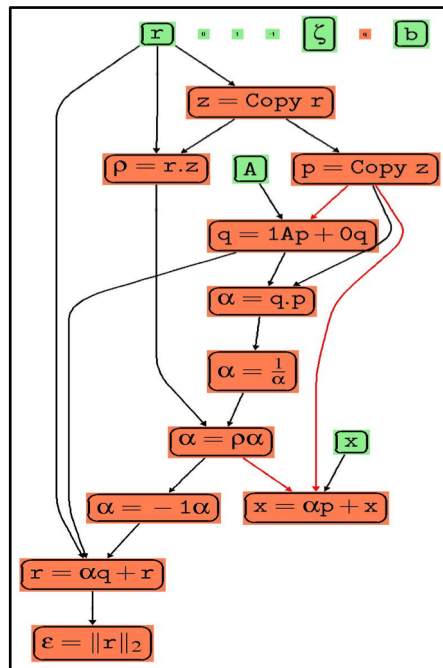 r 0 1 -1 ζ b
z = Copy r
ρ = r.z A p = Copy z
q = 1Ap + 0q
α = q.p
α = 1/α
α = ρα x
α = − 1α x = αp + x
r = αq + r
ε = ‖r‖₂